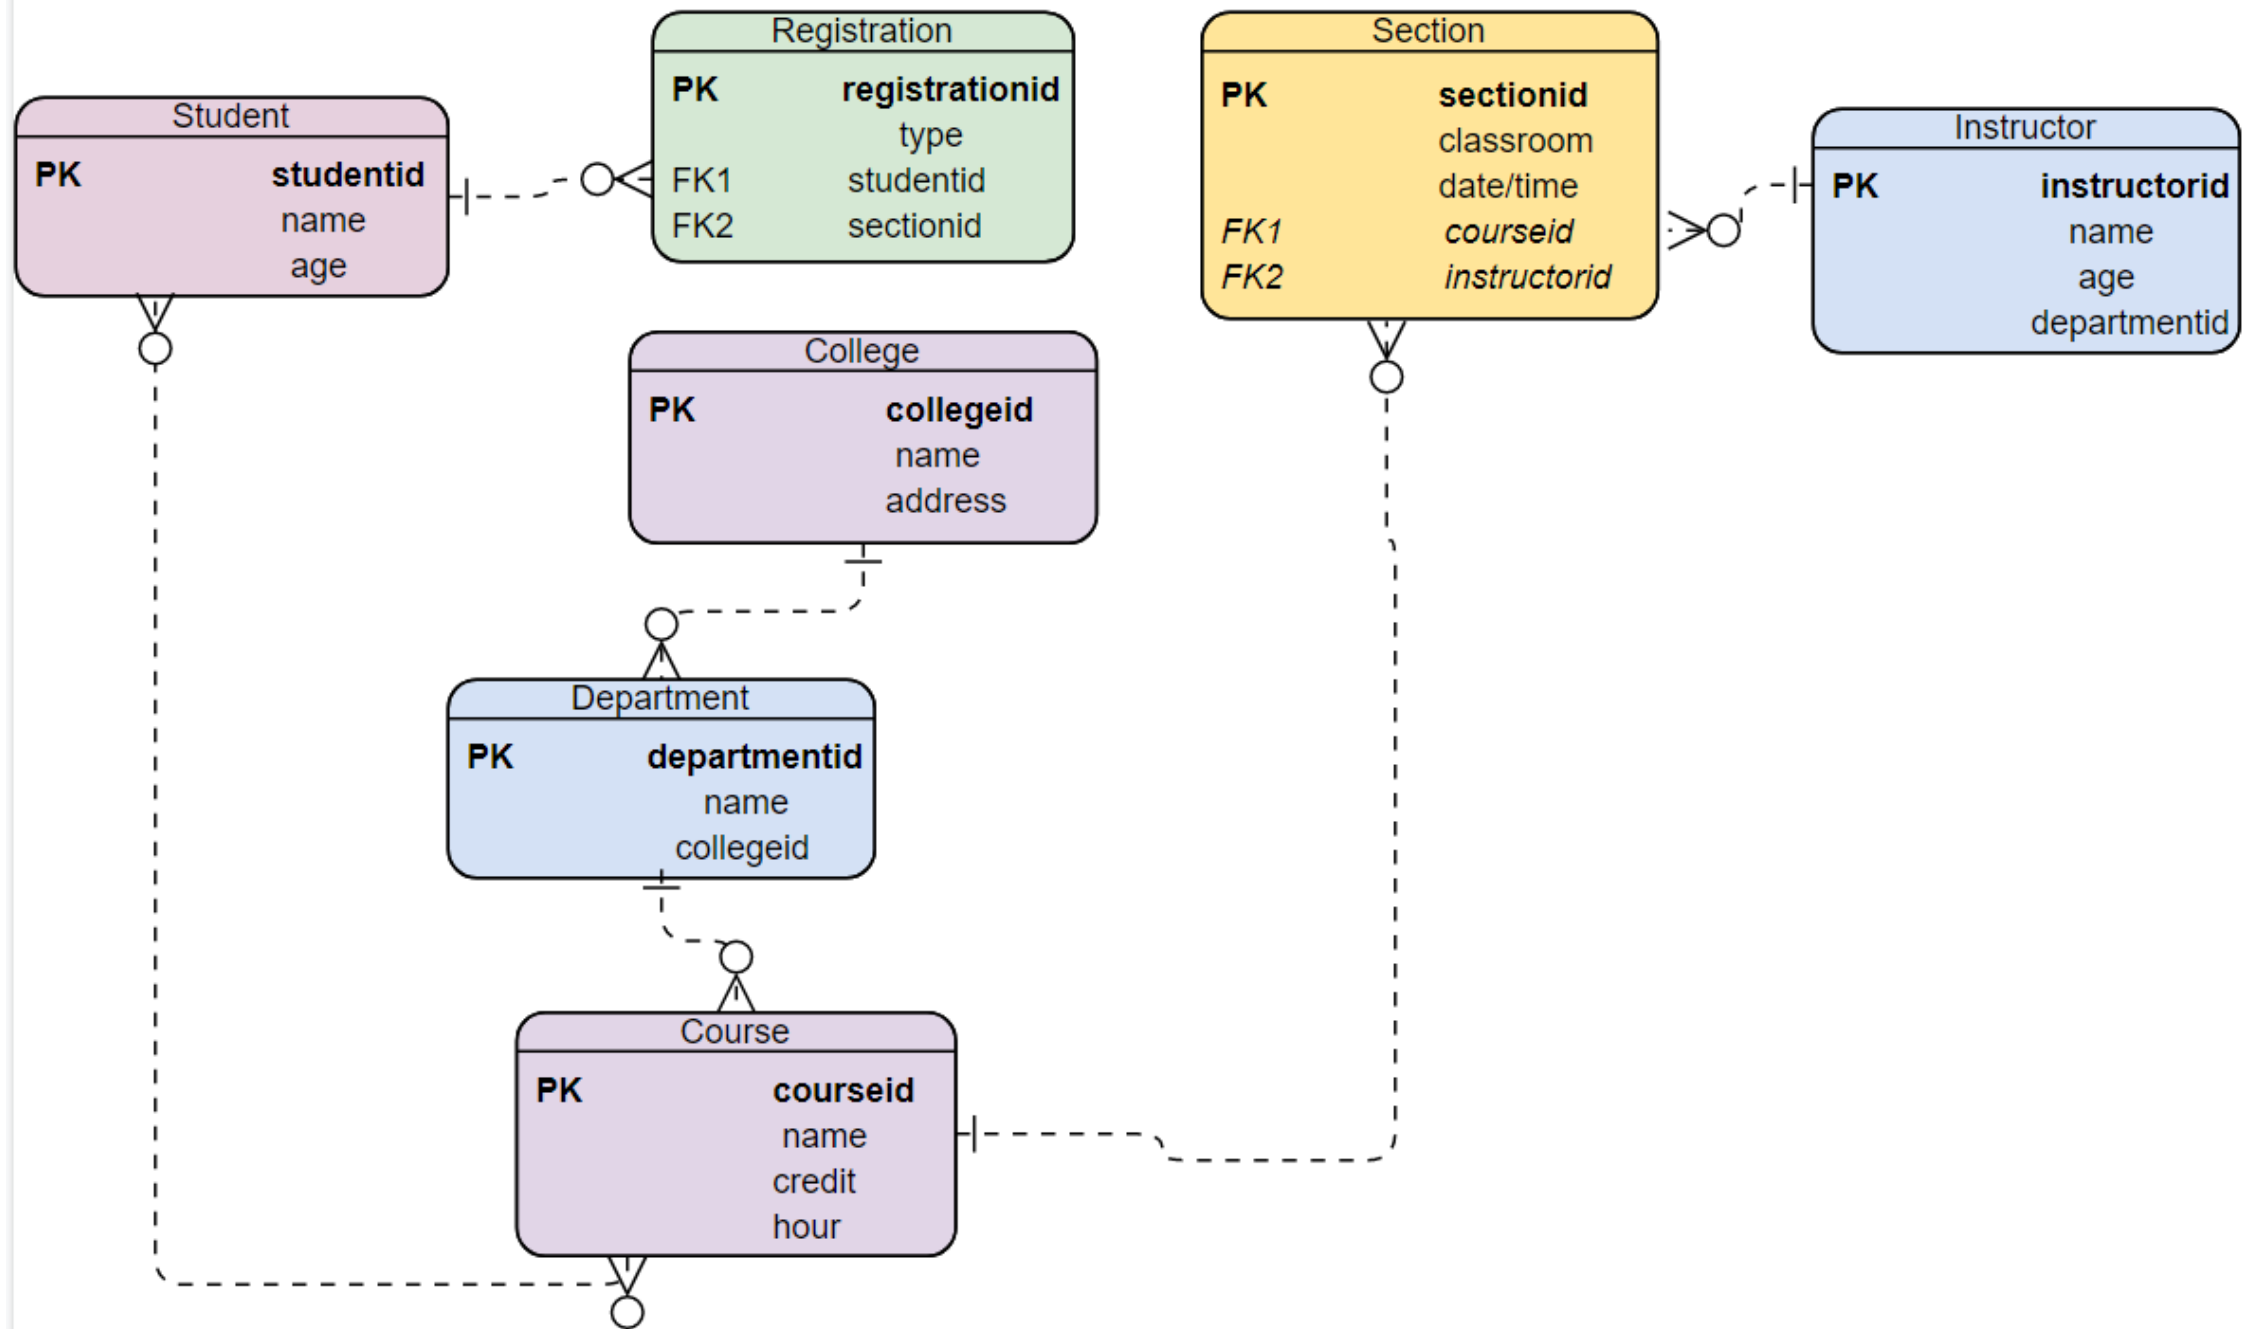 Student
PK studentid
name
age
Registration
PK registrationid
type
FK1 studentid
FK2 sectionid
Section
PK sectionid
classroom
date/time
FK1 courseid
FK2 instructorid
Instructor
PK instructorid
name
age
departmentid
College
PK collegeid
name
address
Department
PK departmentid
name
collegeid
Course
PK courseid
name
credit
hour